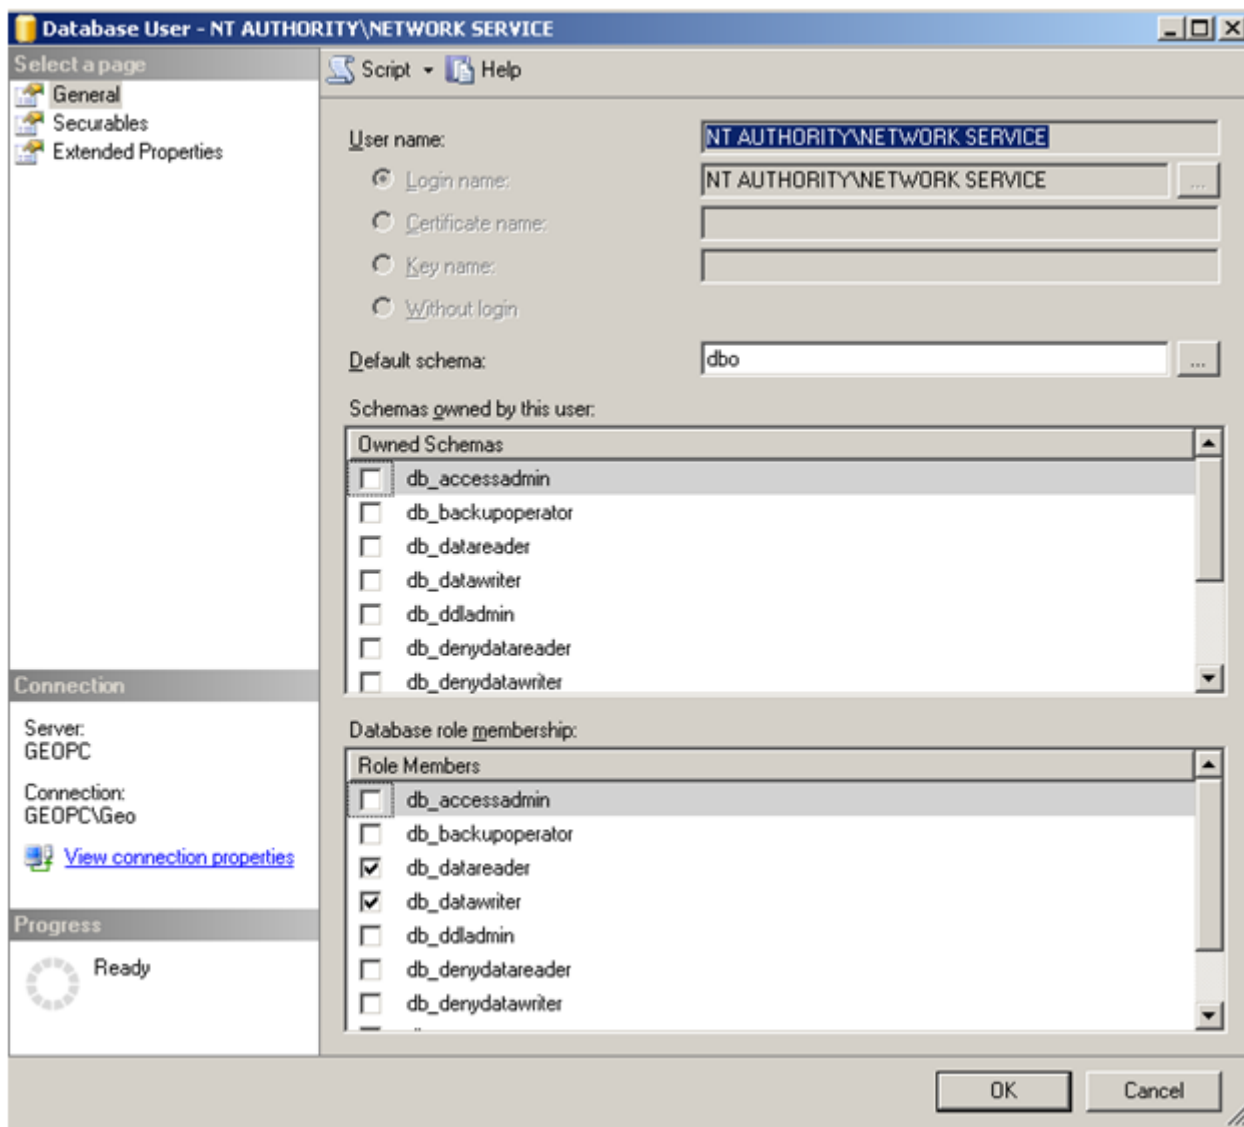 Database User - NT AUTHORITY\NETWORK SERVICE
Select a page
General
Securables
Extended Properties
Script Help
User name: NT AUTHORITY\NETWORK SERVICE
Login name: NT AUTHORITY\NETWORK SERVICE ...
Certificate name:
Key name:
Without login
Default schema: dbo ...
Schemas owned by this user:
Owned Schemas
db_accessadmin
db_backupoperator
db_datareader
db_datawriter
db_ddladmin
db_denydatareader
db_denydatawriter
Database role membership:
Role Members
db_accessadmin
db_backupoperator
db_datareader
db_datawriter
db_ddladmin
db_denydatareader
db_denydatawriter
Connection
Server:
GEOPC
Connection:
GEOPC\Geo
View connection properties
Progress
Ready
OK Cancel